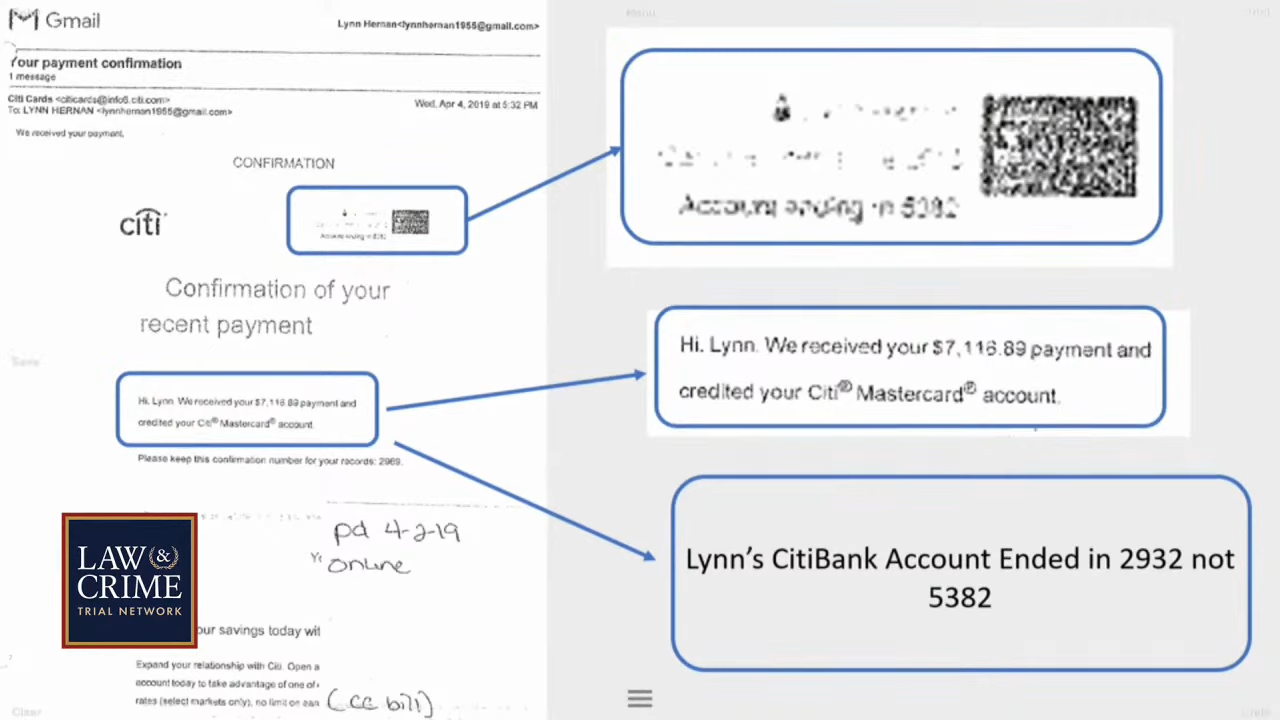 Gmail
Lynn Hernan<lynnhernan1955@gmail.com>
Your payment confirmation
1 message
Citi Cards <citicards@info6.citi.com>
Wed, Apr 4, 2019 at 5:32 PM
To: LYNN HERNAN <lynnhernan1955@gmail.com>
We received your payment.
CONFIRMATION
citi
Account ending in 5382
Confirmation of your
recent payment
Hi. Lynn. We received your $7,116.89 payment and
credited your Citi® Mastercard® account.
Please keep this confirmation number for your records: 2969.
pd 4-2-19
online
our savings today wit
Expand your relationship with Citi. Open a
account today to take advantage of one of
rates (select markets only), no limit on ean
(cc bill)
LAW &
CRIME
TRIAL NETWORK
Account ending in 5382
Hi. Lynn. We received your $7,116.89 payment and
credited your Citi® Mastercard® account.
Lynn's CitiBank Account Ended in 2932 not
5382